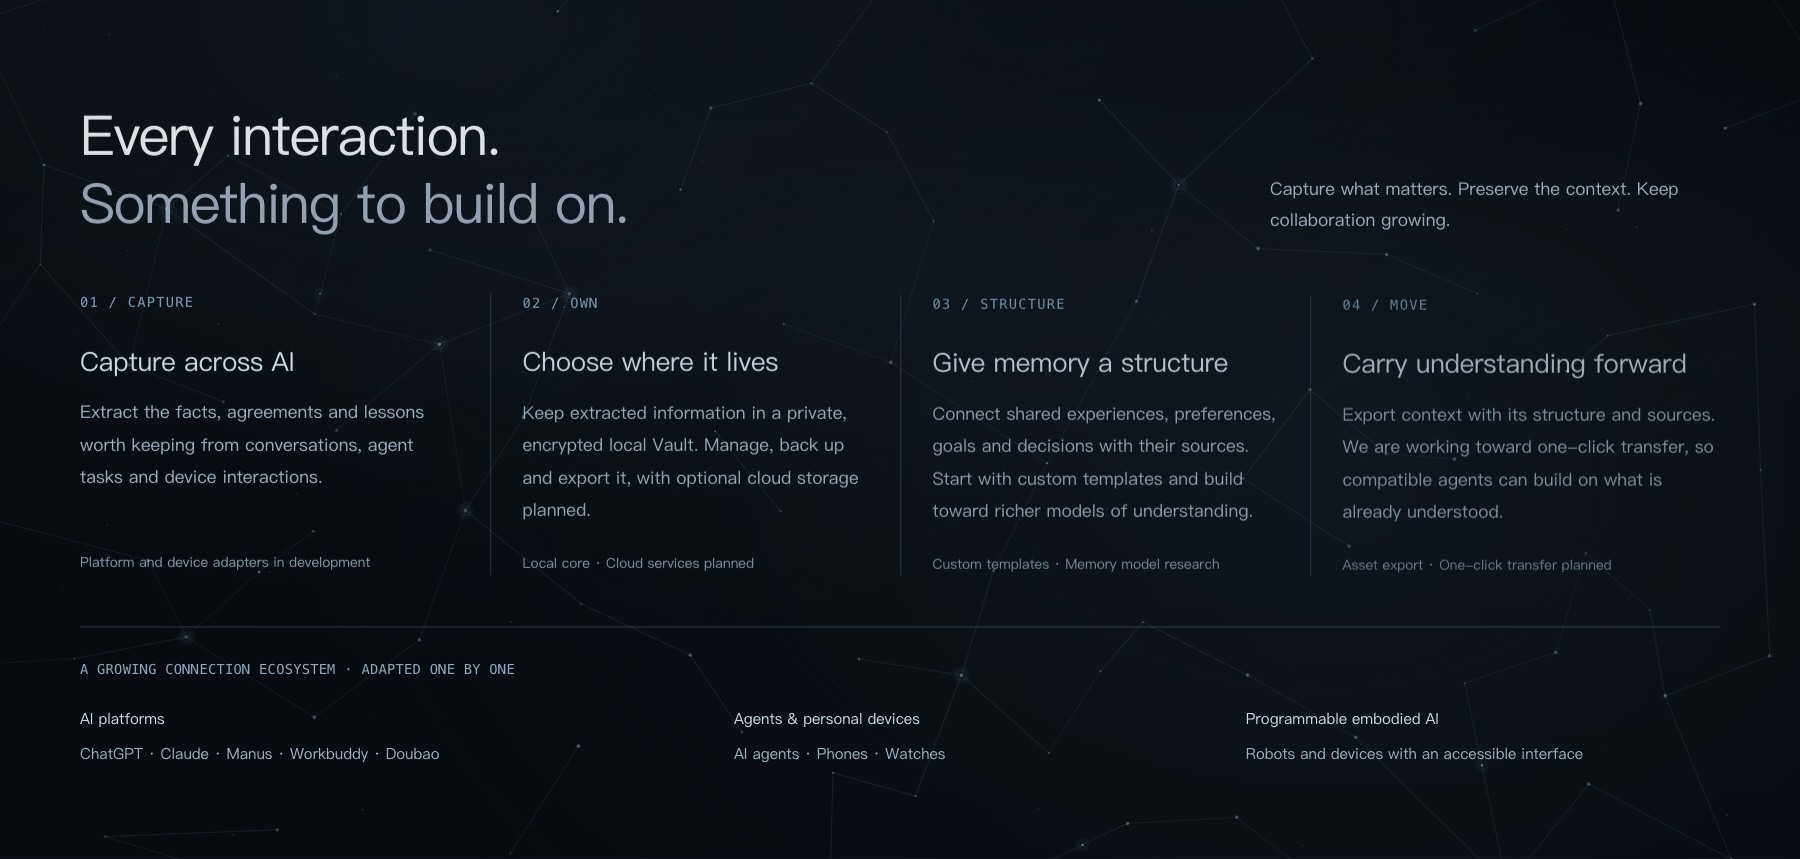 Every interaction.
Something to build on.
Capture what matters. Preserve the context. Keep
collaboration growing.
01 / CAPTURE
Capture across AI
Extract the facts, agreements and lessons
worth keeping from conversations, agent
tasks and device interactions.
Platform and device adapters in development
02 / OWN
Choose where it lives
Keep extracted information in a private,
encrypted local Vault. Manage, back up
and export it, with optional cloud storage
planned.
Local core · Cloud services planned
03 / STRUCTURE
Give memory a structure
Connect shared experiences, preferences,
goals and decisions with their sources.
Start with custom templates and build
toward richer models of understanding.
Custom templates · Memory model research
04 / MOVE
Carry understanding forward
Export context with its structure and sources.
We are working toward one–click transfer, so
compatible agents can build on what is
already understood.
Asset export · One–click transfer planned
A GROWING CONNECTION ECOSYSTEM · ADAPTED ONE BY ONE
AI platforms
ChatGPT · Claude · Manus · Workbuddy · Doubao
Agents & personal devices
AI agents · Phones · Watches
Programmable embodied AI
Robots and devices with an accessible interface